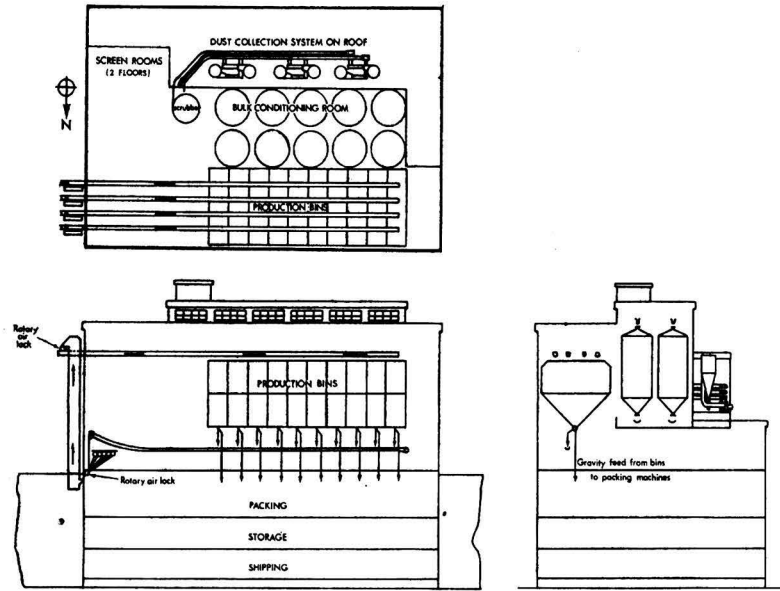 DUST COLLECTION SYSTEM ON ROOF
SCREEN ROOMS
(2 FLOORS)
scrubber
BULK CONDITIONING ROOM
N
PRODUCTION BINS
Rotary
air
lock
PRODUCTION BINS
Rotary air lock
PACKING
STORAGE
SHIPPING
Gravity feed from bins
to packing machines